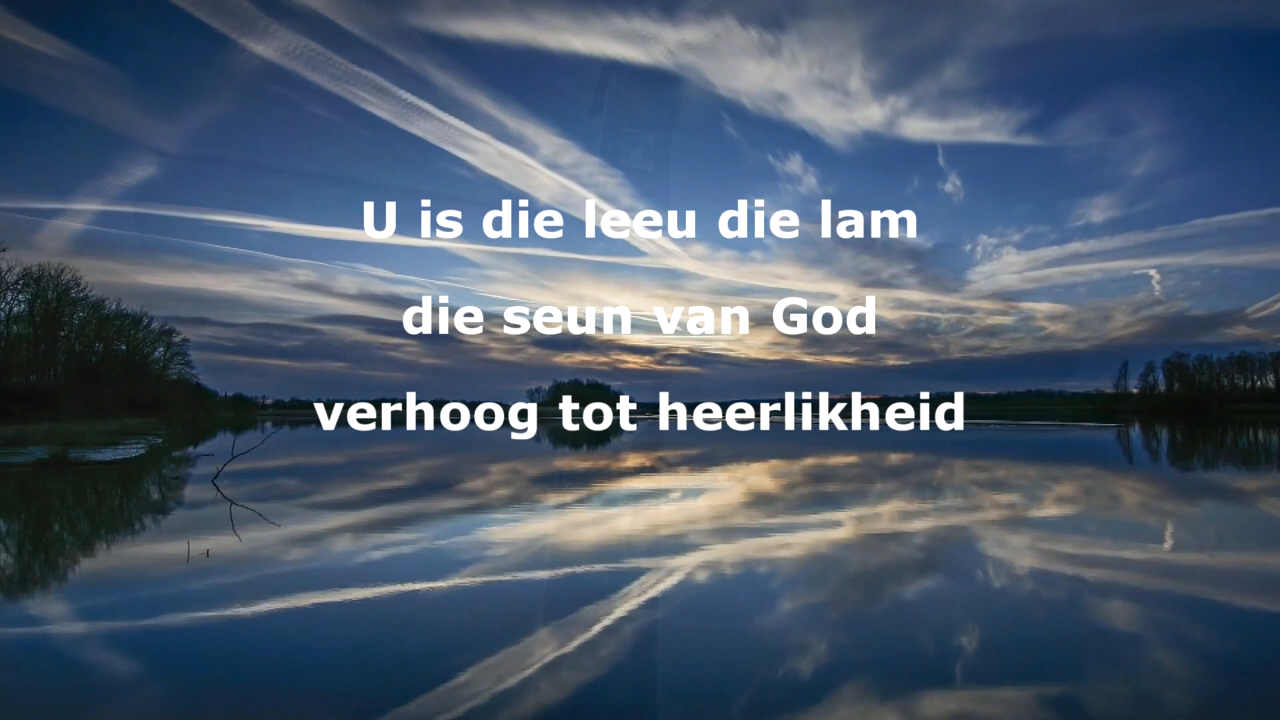 U is die leeu die lam
die seun van God
verhoog tot heerlikheid